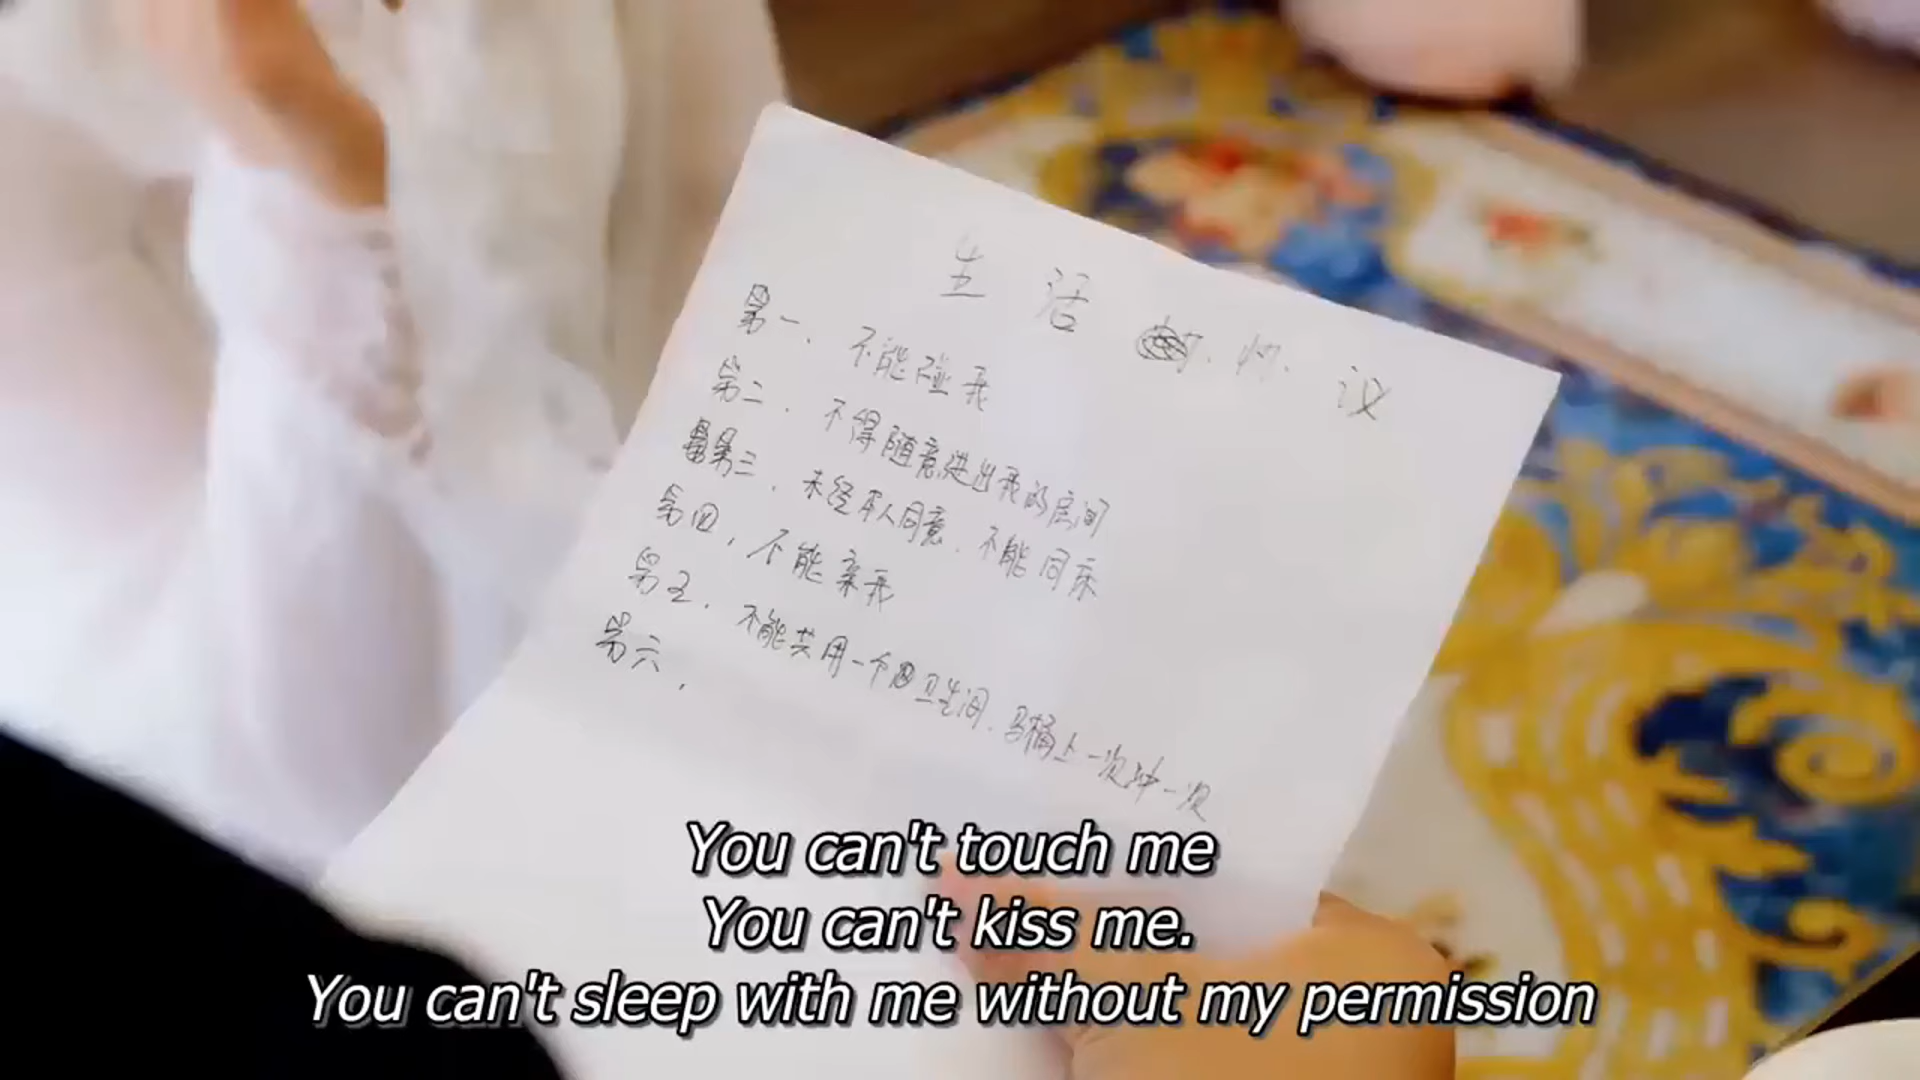 生活协议
第一、不能碰我
第二、不得随意进出我的房间
第三、未经本人同意、不能同床
第四，不能亲我
第五、不能共用一个卫生间、马桶上一次冲一次
第六，
You can't touch me
You can't kiss me.
You can't sleep with me without my permission